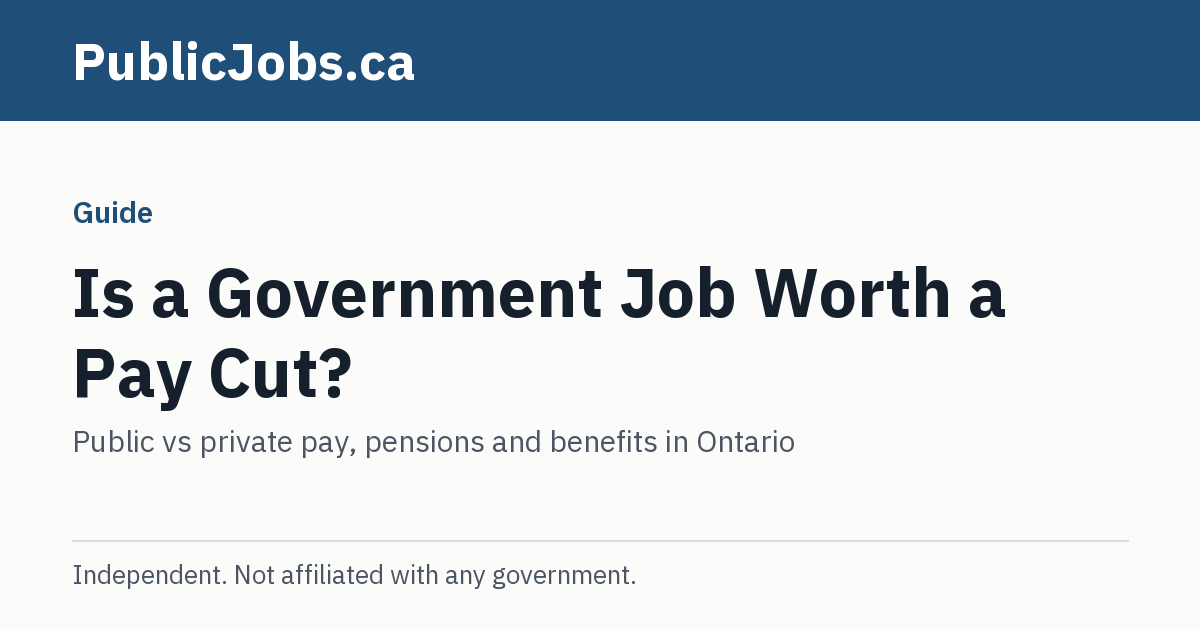 PublicJobs.ca
Guide
Is a Government Job Worth a
Pay Cut?
Public vs private pay, pensions and benefits in Ontario
Independent. Not affiliated with any government.